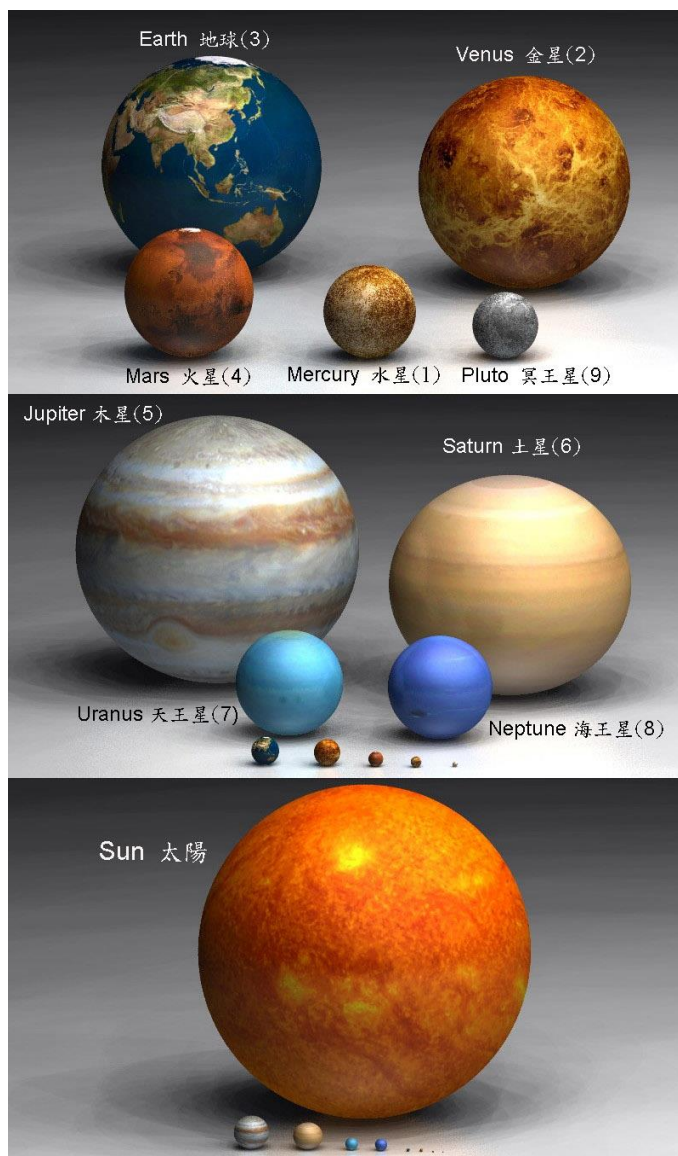 Earth 地球(3)
Venus 金星(2)
Mars 火星(4)
Mercury 水星(1)
Pluto 冥王星(9)
Jupiter 木星(5)
Saturn 土星(6)
Uranus 天王星(7)
Neptune 海王星(8)
Sun 太陽